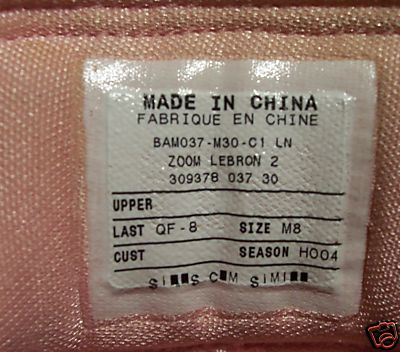 MADE IN CHINA
FABRIQUE EN CHINE
BAM037-M30-C1 LN
ZOOM LEBRON 2
309378 037 30
UPPER
LAST QF-8 SIZE M8
CUST SEASON HO04